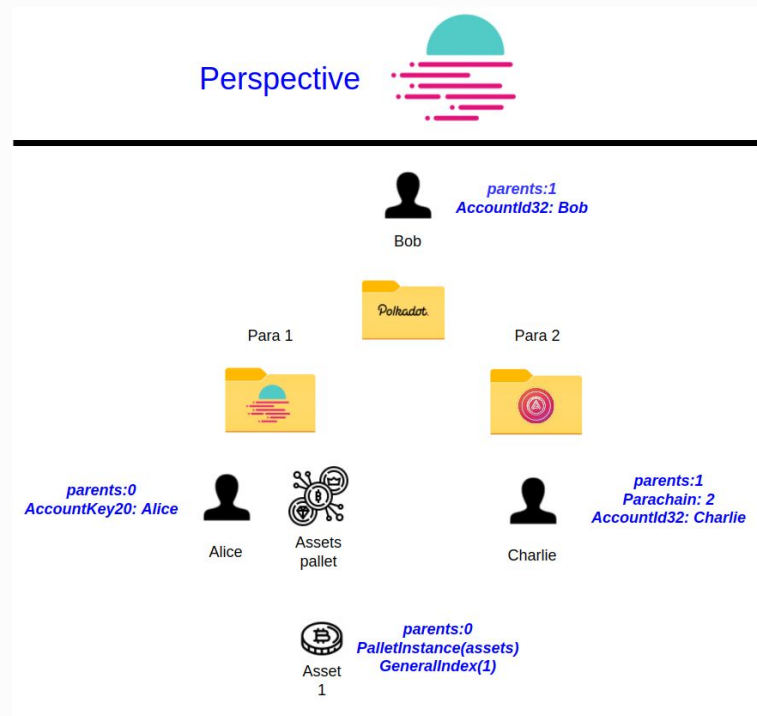 Perspective
parents:1
AccountId32: Bob
Bob
Polkadot.
Para 1
Para 2
parents:0
AccountKey20: Alice
Alice
Assets
pallet
parents:1
Parachain: 2
AccountId32: Charlie
Charlie
parents:0
PalletInstance(assets)
GeneralIndex(1)
Asset
1